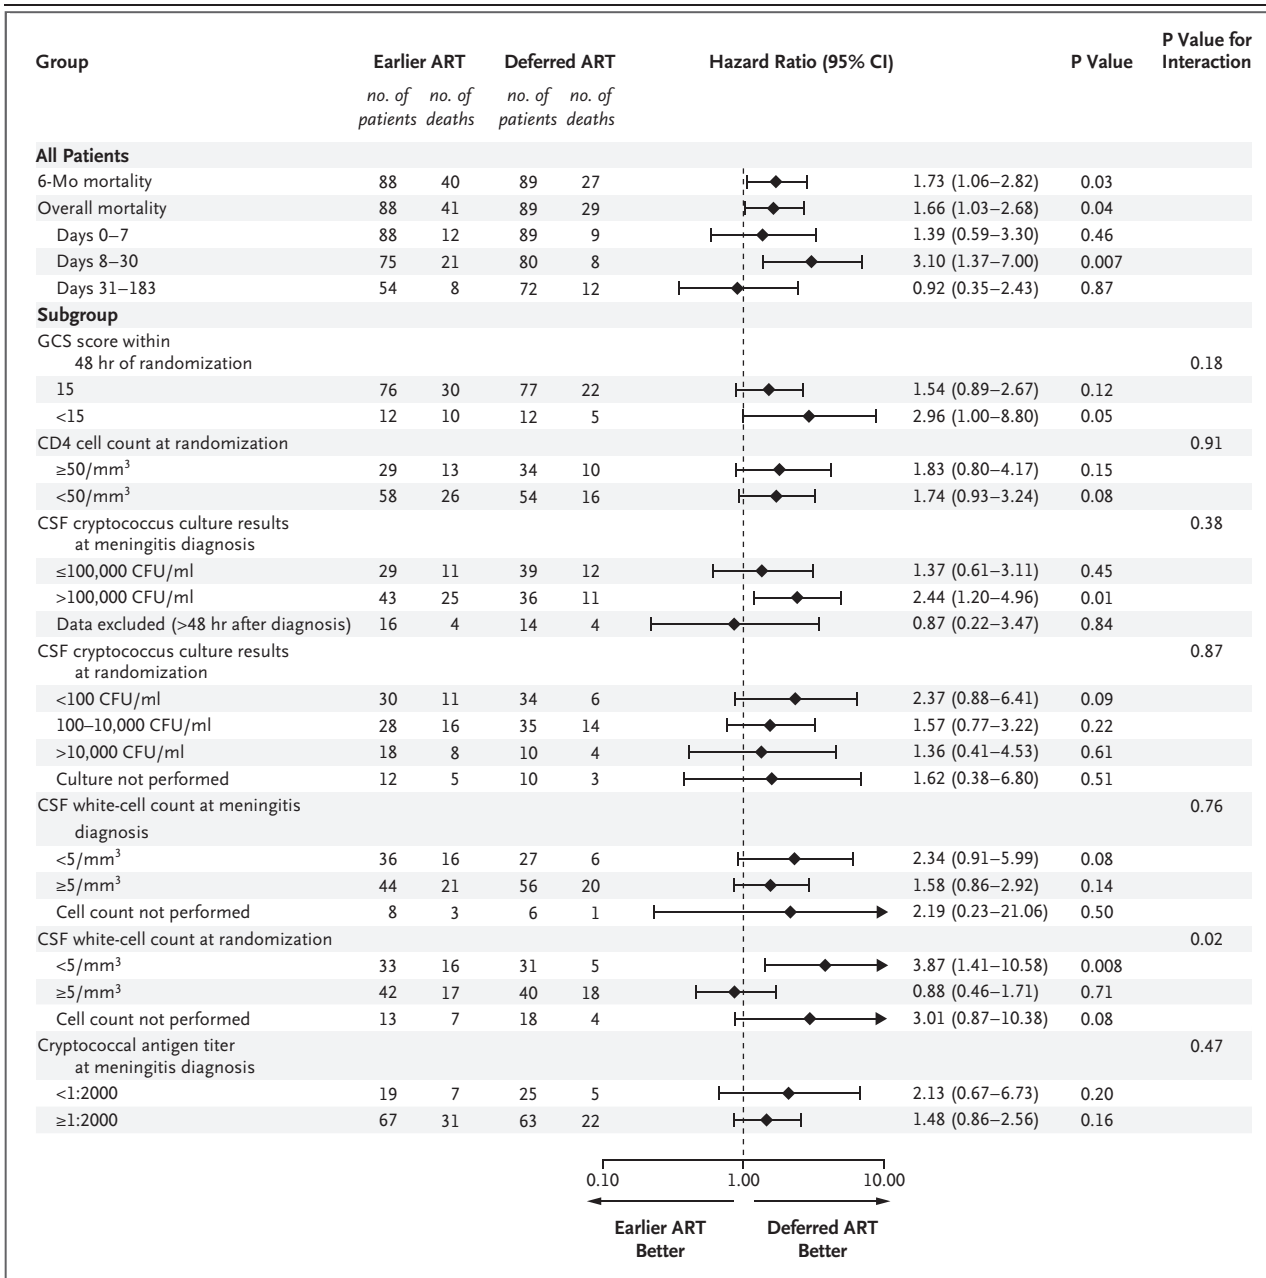 P Value for
Group Earlier ART Deferred ART Hazard Ratio (95% CI) P Value Interaction
no. of no. of no. of no. of
patients deaths patients deaths
All Patients
6-Mo mortality 88 40 89 27 1.73 (1.06–2.82) 0.03
Overall mortality 88 41 89 29 1.66 (1.03–2.68) 0.04
Days 0–7 88 12 89 9 1.39 (0.59–3.30) 0.46
Days 8–30 75 21 80 8 3.10 (1.37–7.00) 0.007
Days 31–183 54 8 72 12 0.92 (0.35–2.43) 0.87
Subgroup
GCS score within
48 hr of randomization 0.18
15 76 30 77 22 1.54 (0.89–2.67) 0.12
<15 12 10 12 5 2.96 (1.00–8.80) 0.05
CD4 cell count at randomization 0.91
≥50/mm³ 29 13 34 10 1.83 (0.80–4.17) 0.15
<50/mm³ 58 26 54 16 1.74 (0.93–3.24) 0.08
CSF cryptococcus culture results 0.38
at meningitis diagnosis
≤100,000 CFU/ml 29 11 39 12 1.37 (0.61–3.11) 0.45
>100,000 CFU/ml 43 25 36 11 2.44 (1.20–4.96) 0.01
Data excluded (>48 hr after diagnosis) 16 4 14 4 0.87 (0.22–3.47) 0.84
CSF cryptococcus culture results 0.87
at randomization
<100 CFU/ml 30 11 34 6 2.37 (0.88–6.41) 0.09
100–10,000 CFU/ml 28 16 35 14 1.57 (0.77–3.22) 0.22
>10,000 CFU/ml 18 8 10 4 1.36 (0.41–4.53) 0.61
Culture not performed 12 5 10 3 1.62 (0.38–6.80) 0.51
CSF white-cell count at meningitis 0.76
diagnosis
<5/mm³ 36 16 27 6 2.34 (0.91–5.99) 0.08
≥5/mm³ 44 21 56 20 1.58 (0.86–2.92) 0.14
Cell count not performed 8 3 6 1 2.19 (0.23–21.06) 0.50
CSF white-cell count at randomization 0.02
<5/mm³ 33 16 31 5 3.87 (1.41–10.58) 0.008
≥5/mm³ 42 17 40 18 0.88 (0.46–1.71) 0.71
Cell count not performed 13 7 18 4 3.01 (0.87–10.38) 0.08
Cryptococcal antigen titer 0.47
at meningitis diagnosis
<1:2000 19 7 25 5 2.13 (0.67–6.73) 0.20
≥1:2000 67 31 63 22 1.48 (0.86–2.56) 0.16
0.10 1.00 10.00
Earlier ART Deferred ART
Better Better